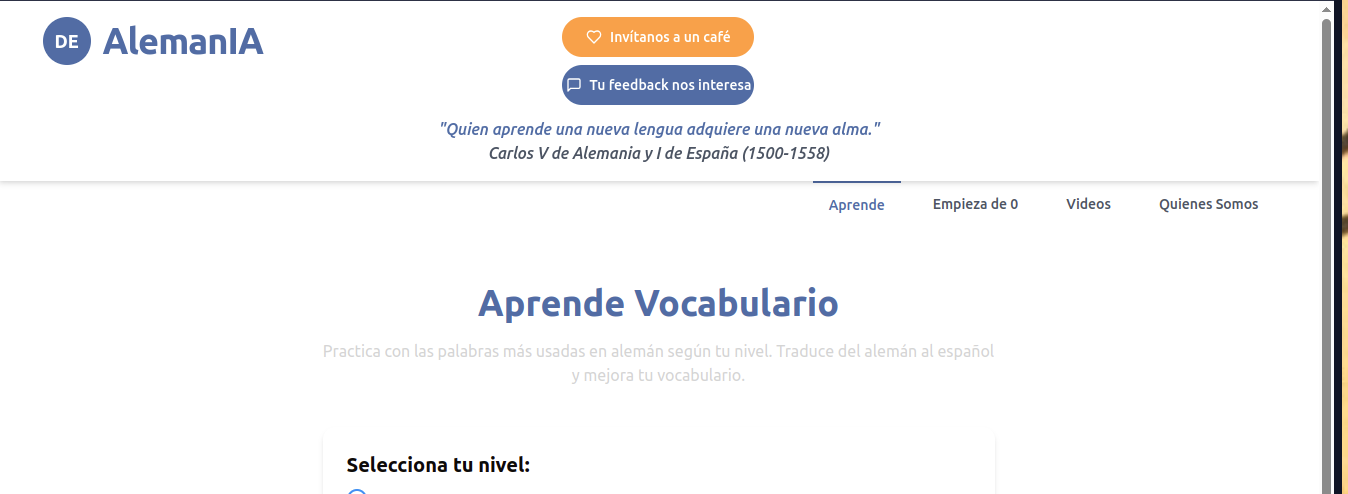 DE AlemanIA
Invítanos a un café
Tu feedback nos interesa
"Quien aprende una nueva lengua adquiere una nueva alma."
Carlos V de Alemania y I de España (1500-1558)
Aprende Empieza de 0 Videos Quienes Somos
Aprende Vocabulario
Practica con las palabras más usadas en alemán según tu nivel. Traduce del alemán al español
y mejora tu vocabulario.
Selecciona tu nivel: